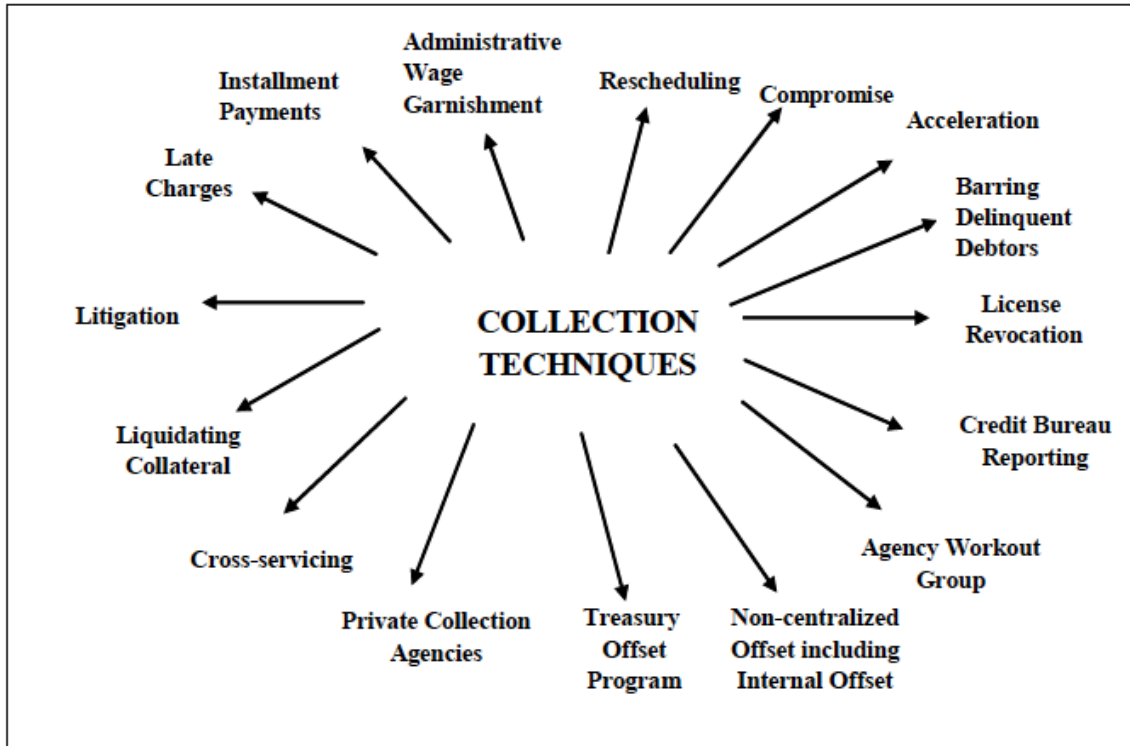 Administrative
Wage
Garnishment
Installment
Payments
Rescheduling
Compromise
Acceleration
Late
Charges
Barring
Delinquent
Debtors
Litigation
COLLECTION
TECHNIQUES
License
Revocation
Liquidating
Collateral
Credit Bureau
Reporting
Cross-servicing
Agency Workout
Group
Private Collection
Agencies
Treasury
Offset
Program
Non-centralized
Offset including
Internal Offset